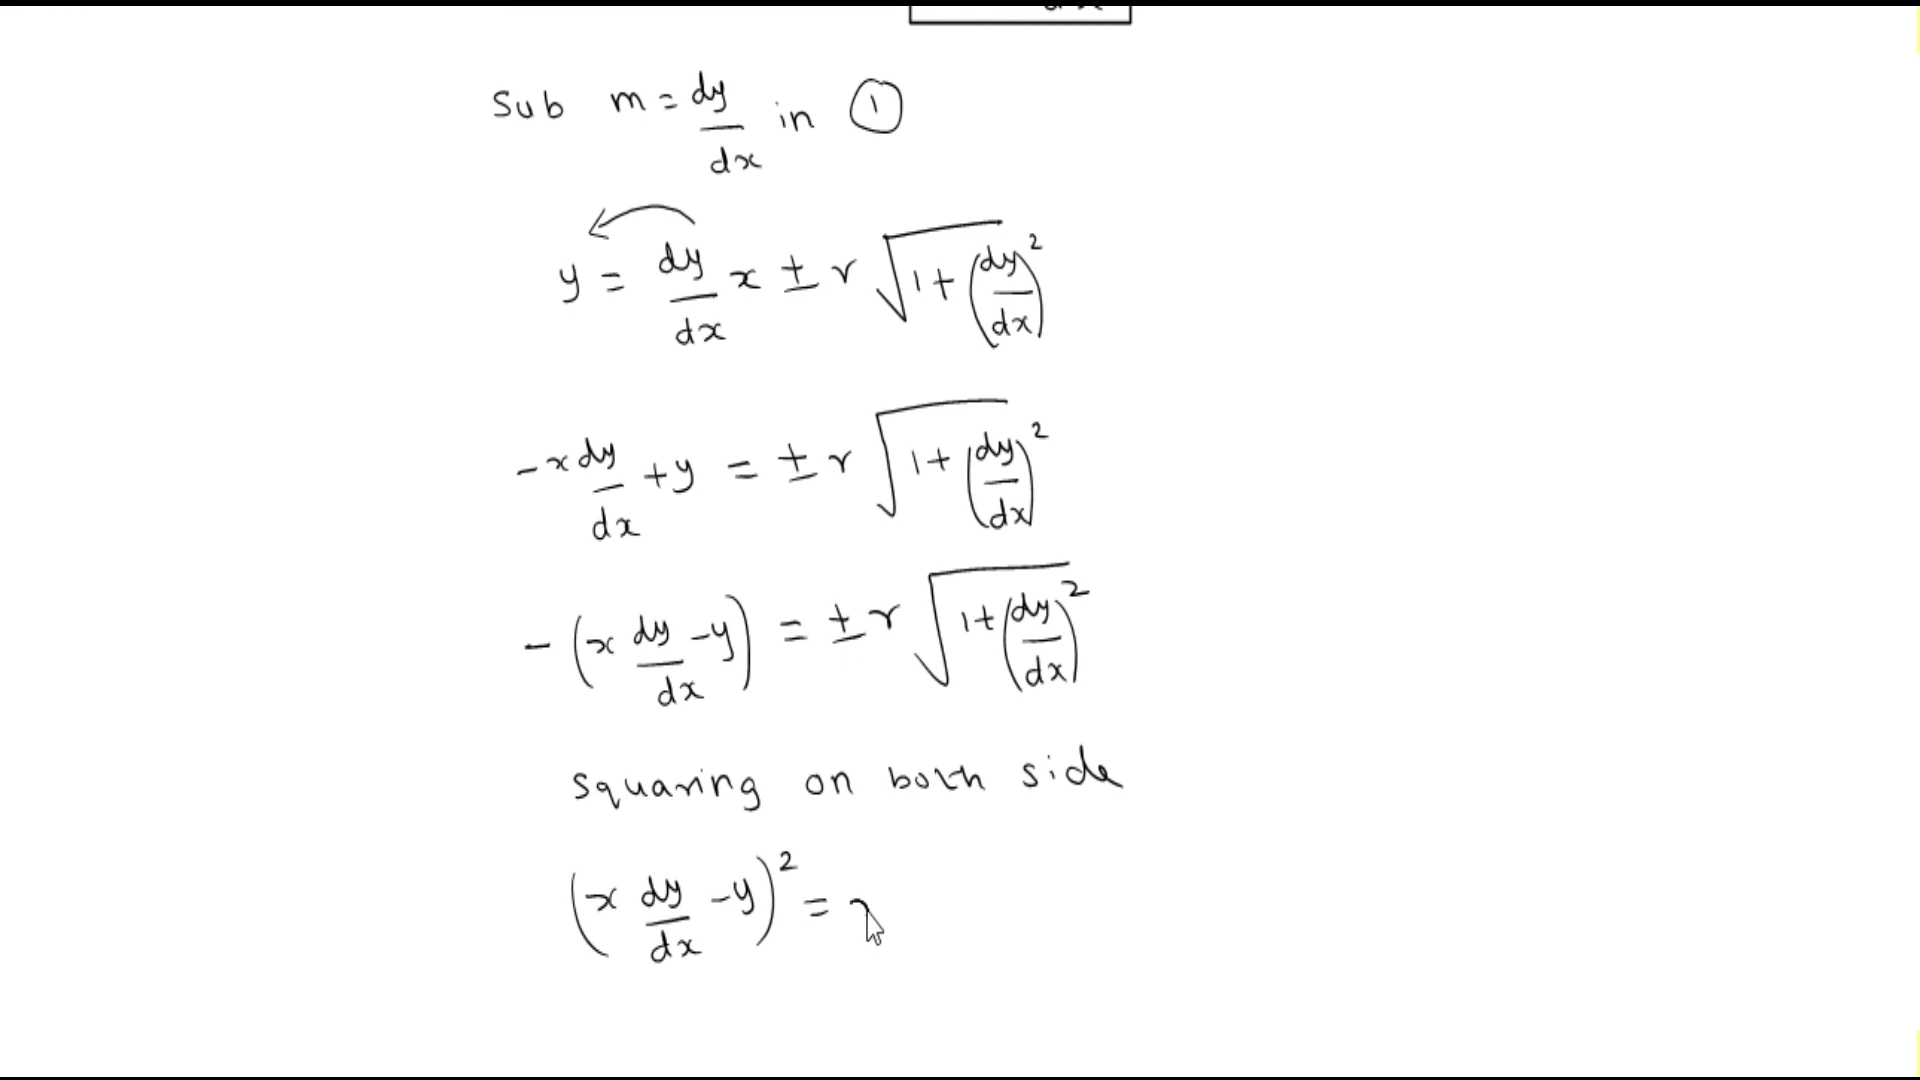 Sub m = dy/dx in ①
y = dy/dx x ± r √(1+(dy/dx)²)
-x dy/dx + y = ± r √(1+(dy/dx)²)
-(x dy/dx - y) = ± r √(1+(dy/dx)²)
squaring on both side
(x dy/dx - y)² =